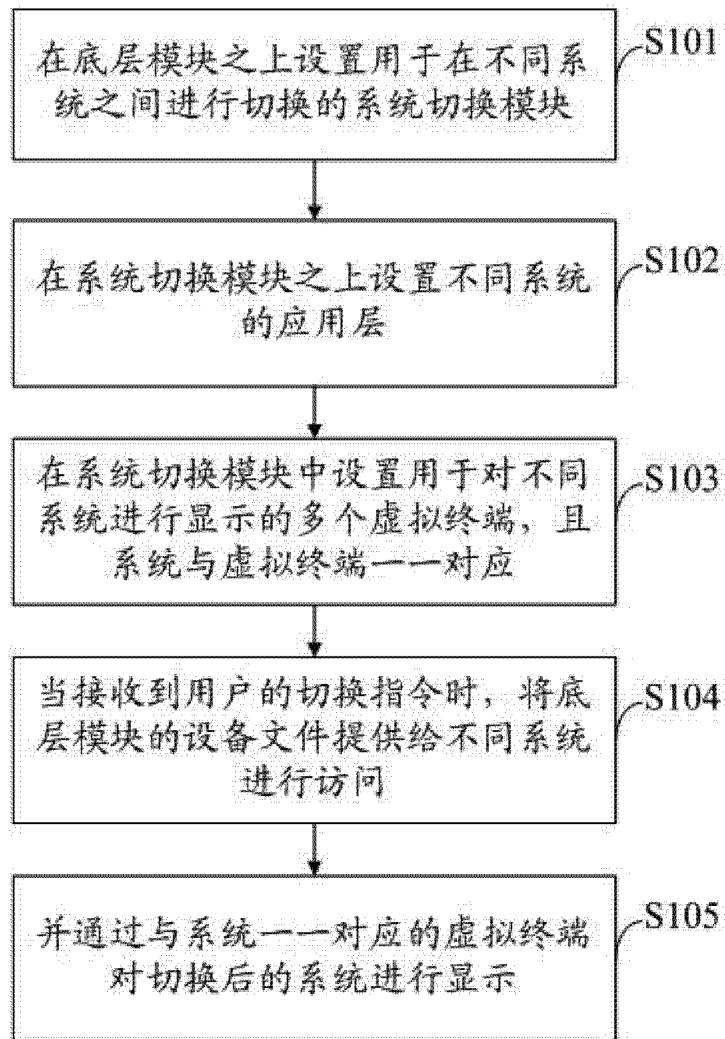 在底层模块之上设置用于在不同系
统之间进行切换的系统切换模块
S101
在系统切换模块之上设置不同系统
的应用层
S102
在系统切换模块中设置用于对不同
系统进行显示的多个虚拟终端，且
系统与虚拟终端一一对应
S103
当接收到用户的切换指令时，将底
层模块的设备文件提供给不同系统
进行访问
S104
并通过与系统一一对应的虚拟终端
对切换后的系统进行显示
S105